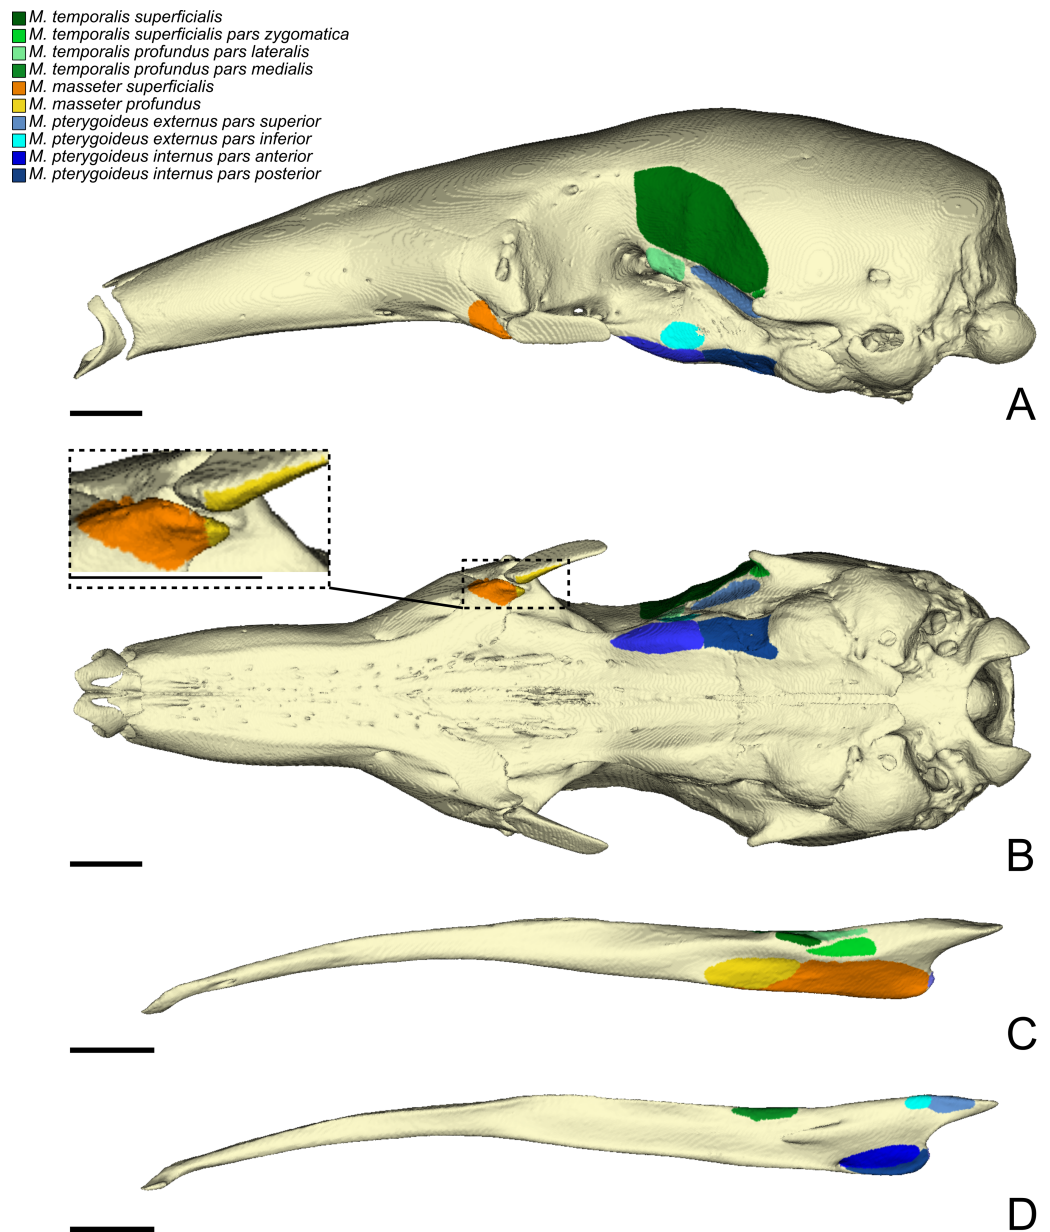 M. temporalis superficialis
M. temporalis superficialis pars zygomatica
M. temporalis profundus pars lateralis
M. temporalis profundus pars medialis
M. masseter superficialis
M. masseter profundus
M. pterygoideus externus pars superior
M. pterygoideus externus pars inferior
M. pterygoideus internus pars anterior
M. pterygoideus internus pars posterior
A
B
C
D